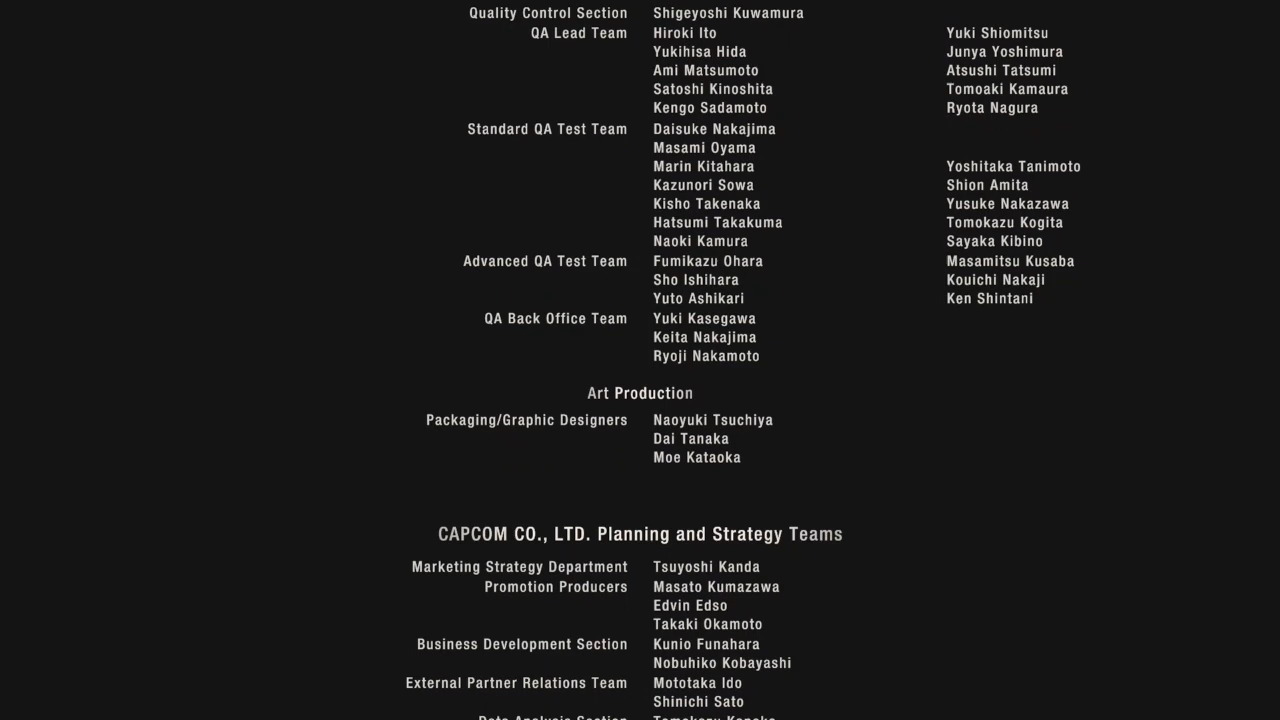 Quality Control Section Shigeyoshi Kuwamura
QA Lead Team Hiroki Ito Yuki Shiomitsu
Yukihisa Hida Junya Yoshimura
Ami Matsumoto Atsushi Tatsumi
Satoshi Kinoshita Tomoaki Kamaura
Kengo Sadamoto Ryota Nagura
Standard QA Test Team Daisuke Nakajima
Masami Oyama
Marin Kitahara Yoshitaka Tanimoto
Kazunori Sowa Shion Amita
Kisho Takenaka Yusuke Nakazawa
Hatsumi Takakuma Tomokazu Kogita
Naoki Kamura Sayaka Kibino
Advanced QA Test Team Fumikazu Ohara Masamitsu Kusaba
Sho Ishihara Kouichi Nakaji
Yuto Ashikari Ken Shintani
QA Back Office Team Yuki Kasegawa
Keita Nakajima
Ryoji Nakamoto
Art Production
Packaging/Graphic Designers Naoyuki Tsuchiya
Dai Tanaka
Moe Kataoka
CAPCOM CO., LTD. Planning and Strategy Teams
Marketing Strategy Department Tsuyoshi Kanda
Promotion Producers Masato Kumazawa
Edvin Edso
Takaki Okamoto
Business Development Section Kunio Funahara
Nobuhiko Kobayashi
External Partner Relations Team Mototaka Ido
Shinichi Sato